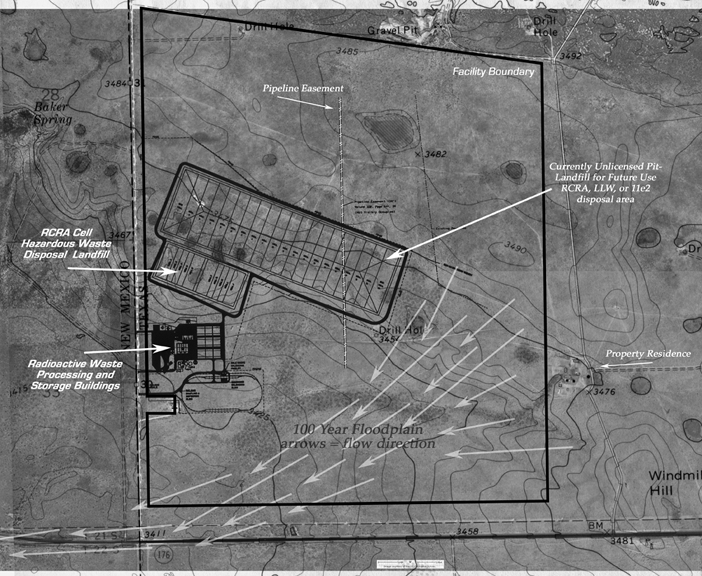 Drill Hole
Gravel Pit
Drill
Hole
3485
3492
Facility Boundary
Pipeline Easement
28
Baker
Spring
3482
Currently Unlicensed Pit-
Landfill for Future Use
RCRA, LLW, or 11e2
disposal area
RCRA Cell
Hazardous Waste
Disposal Landfill
3467
3490
NEW MEXICO
TEXAS
Drill Hole
Radioactive Waste
Processing and
Storage Buildings
Property Residence
3476
100 Year Floodplain
arrows = flow direction
Windmill
Hill
3411
3458
BM
3481
176